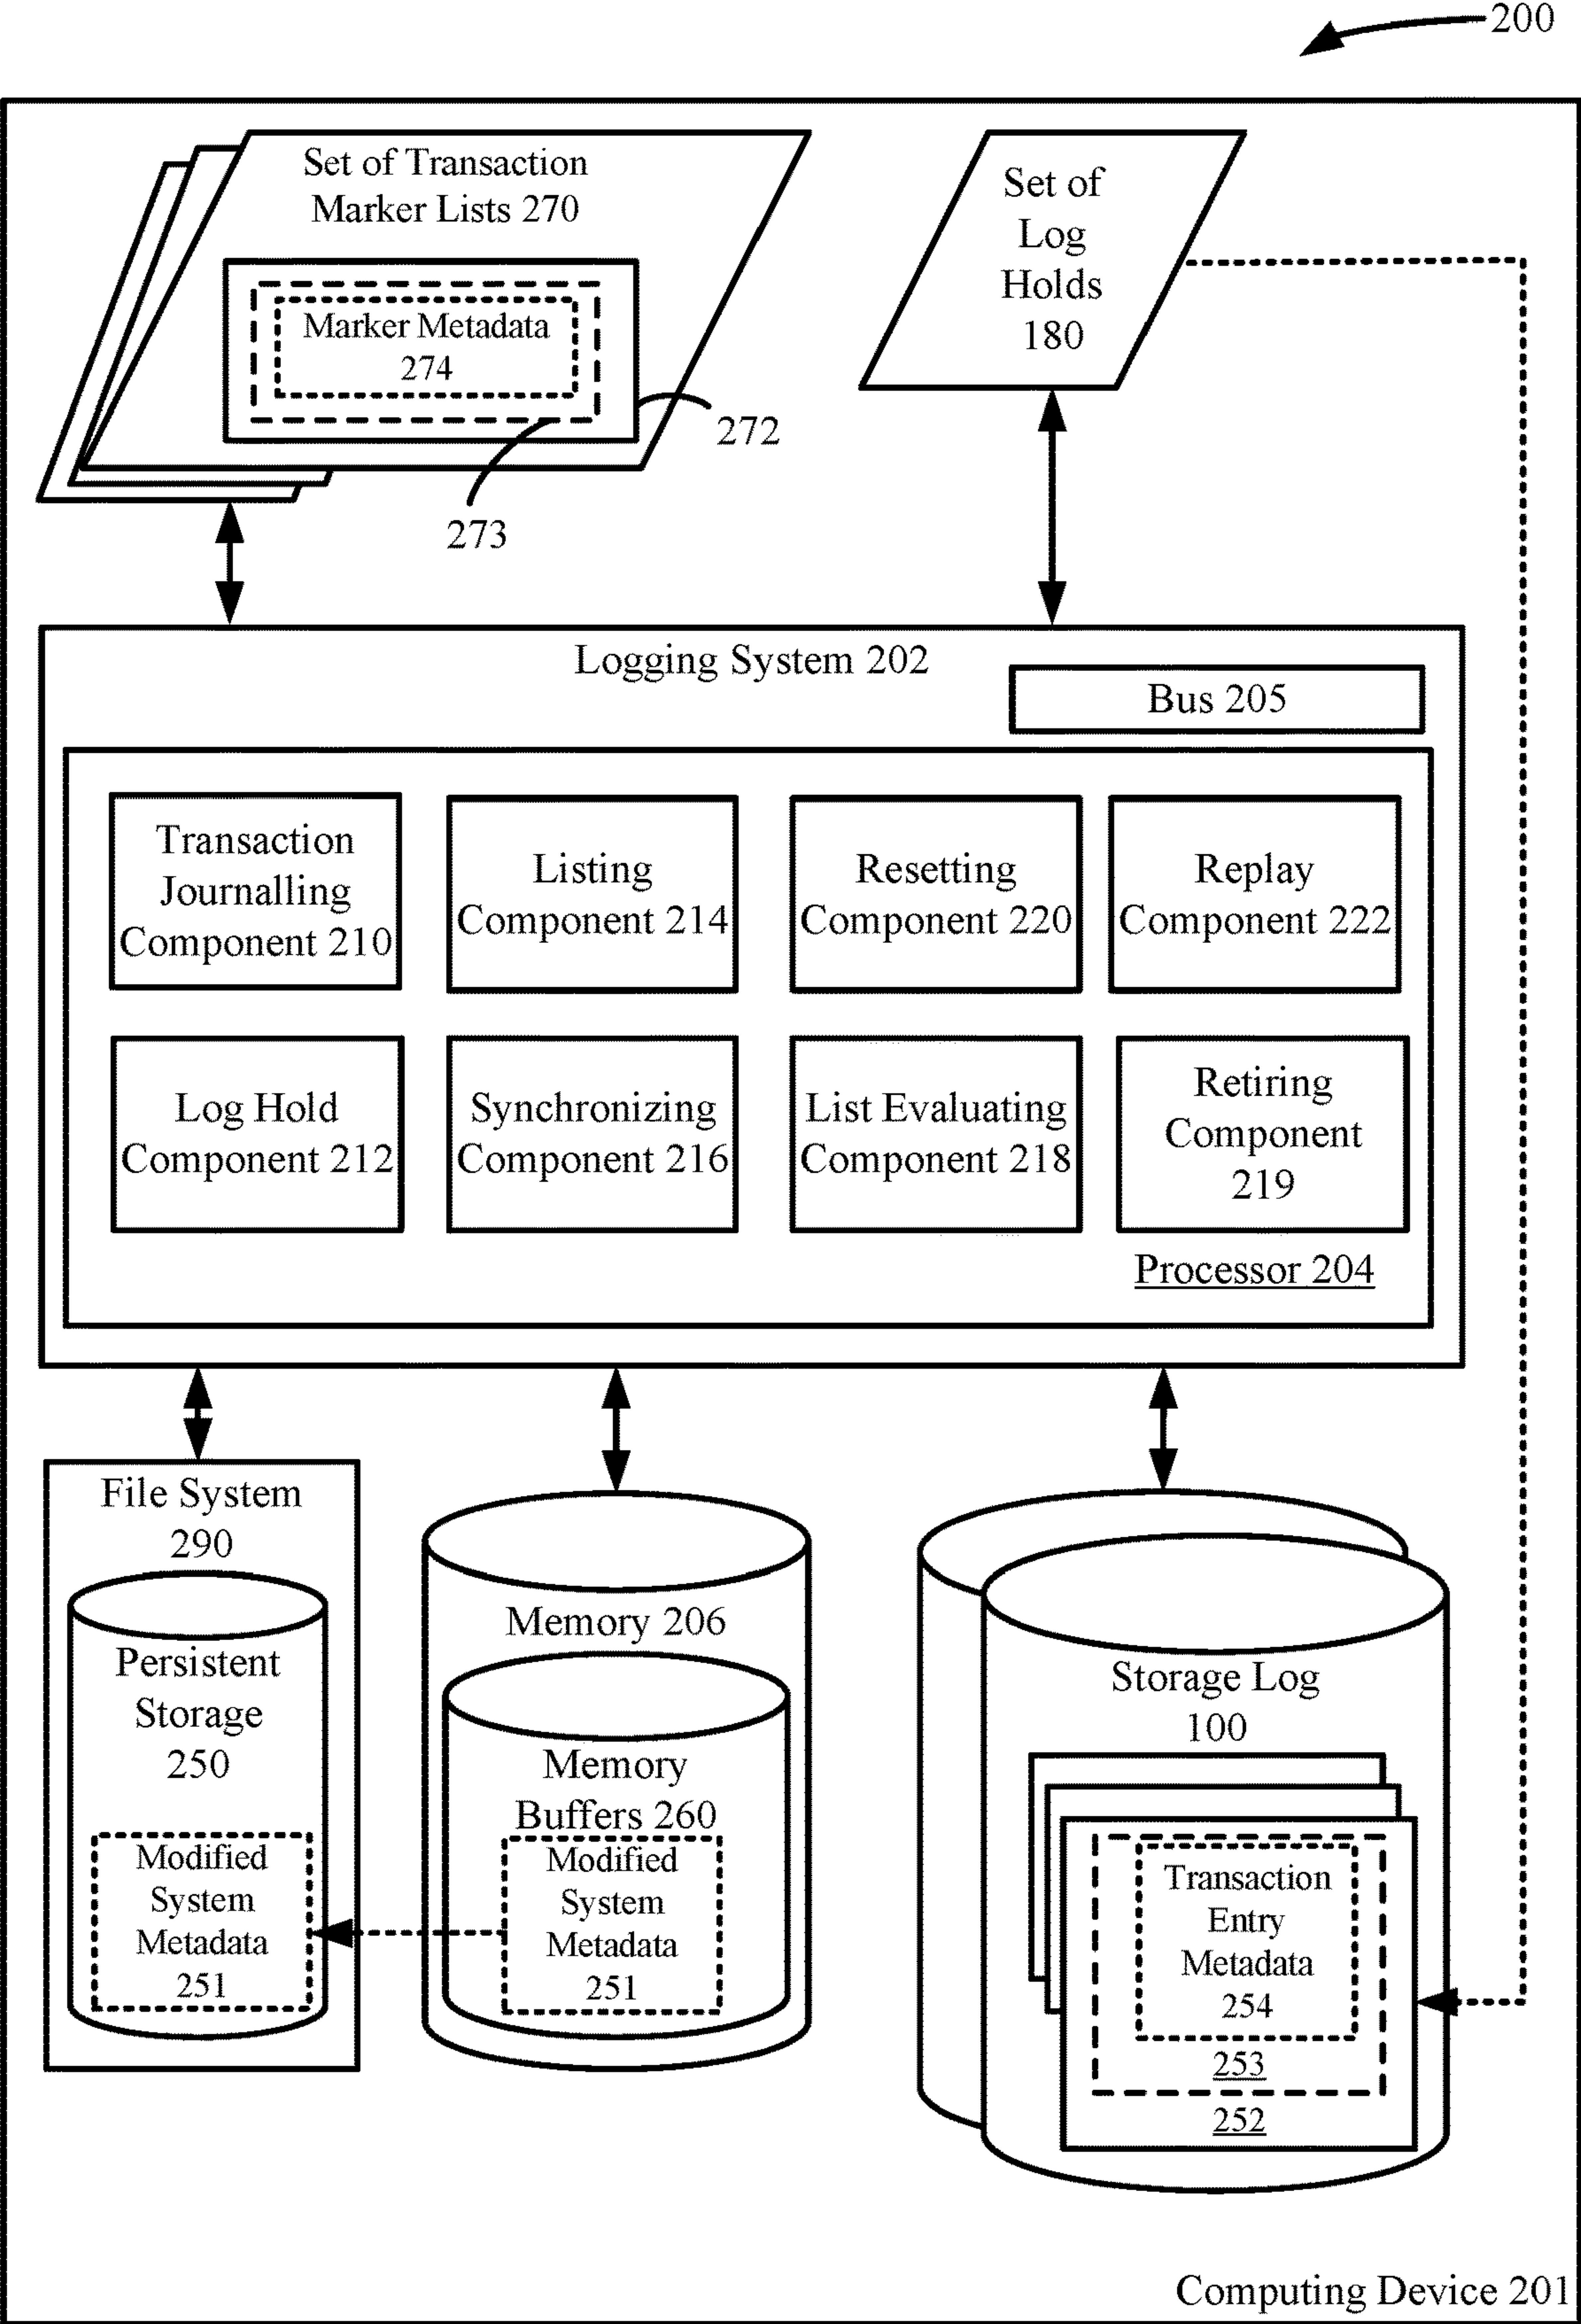 200
Set of Transaction
Marker Lists 270
Marker Metadata
274
272
273
Set of
Log
Holds
180
Logging System 202
Bus 205
Transaction
Journalling
Component 210
Listing
Component 214
Resetting
Component 220
Replay
Component 222
Log Hold
Component 212
Synchronizing
Component 216
List Evaluating
Component 218
Retiring
Component
219
Processor 204
File System
290
Persistent
Storage
250
Modified
System
Metadata
251
Memory 206
Memory
Buffers 260
Modified
System
Metadata
251
Storage Log
100
Transaction
Entry
Metadata
254
253
252
Computing Device 201